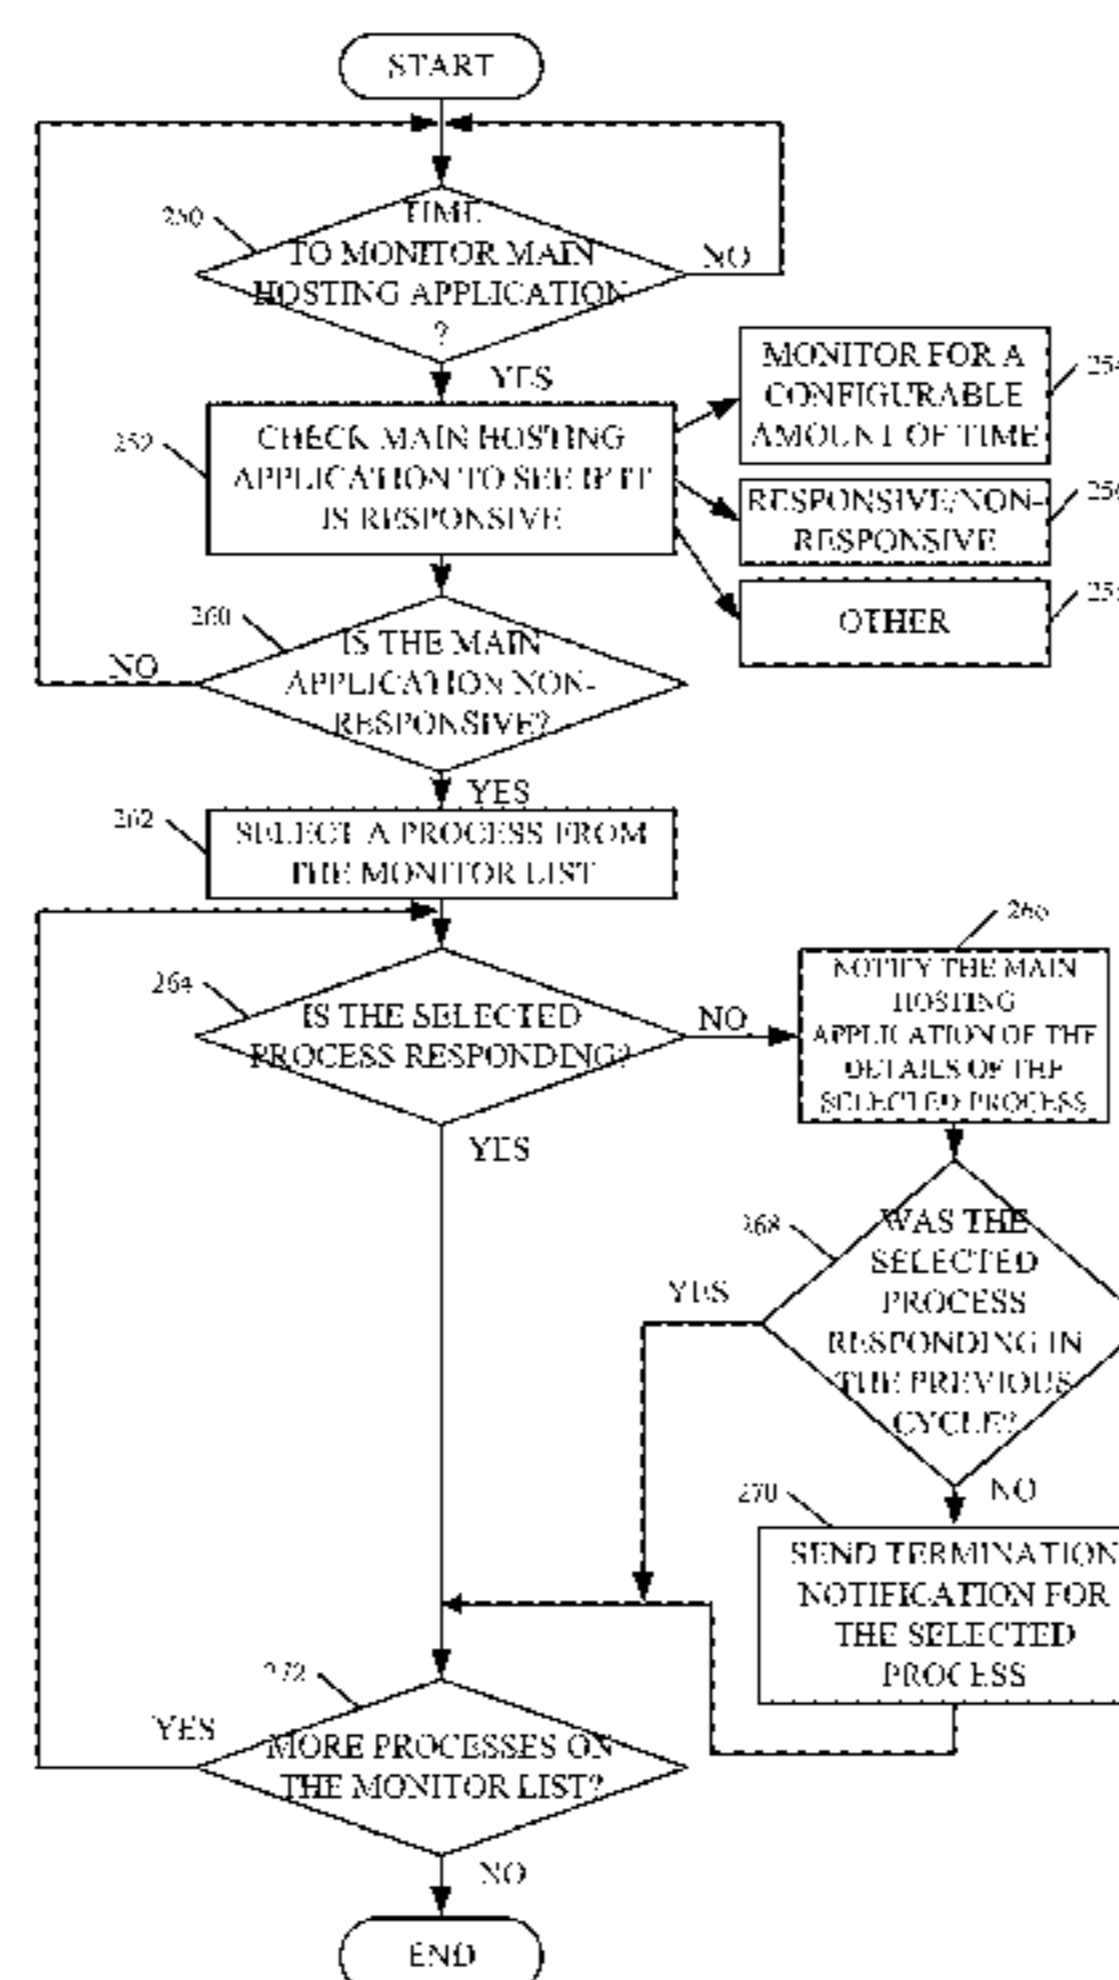 START
250
TIME
TO MONITOR MAIN
HOSTING APPLICATION
?
NO
YES
252
CHECK MAIN HOSTING
APPLICATION TO SEE IF IT
IS RESPONSIVE
MONITOR FOR A
CONFIGURABLE
AMOUNT OF TIME
254
RESPONSIVE/NON-
RESPONSIVE
256
OTHER
260
IS THE MAIN
APPLICATION NON-
RESPONSIVE?
NO
YES
262
SELECT A PROCESS FROM
THE MONITOR LIST
264
IS THE SELECTED
PROCESS RESPONDING?
NO
YES
266
NOTIFY THE MAIN
HOSTING
APPLICATION OF THE
DETAILS OF THE
SELECTED PROCESS
268
WAS THE
SELECTED
PROCESS
RESPONDING IN
THE PREVIOUS
CYCLE?
YES
NO
270
SEND TERMINATION
NOTIFICATION FOR
THE SELECTED
PROCESS
272
MORE PROCESSES ON
THE MONITOR LIST?
YES
NO
END